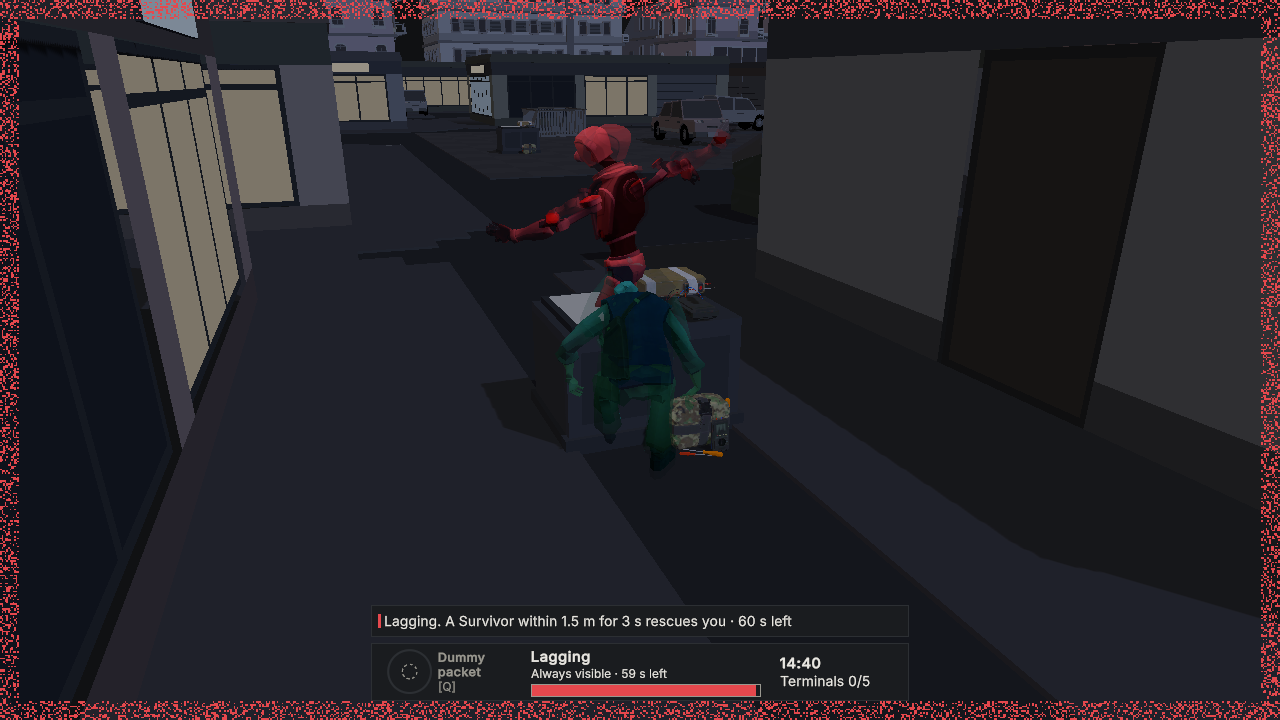 Lagging. A Survivor within 1.5 m for 3 s rescues you · 60 s left
Dummy
packet
[Q]
Lagging
Always visible · 59 s left
14:40
Terminals 0/5